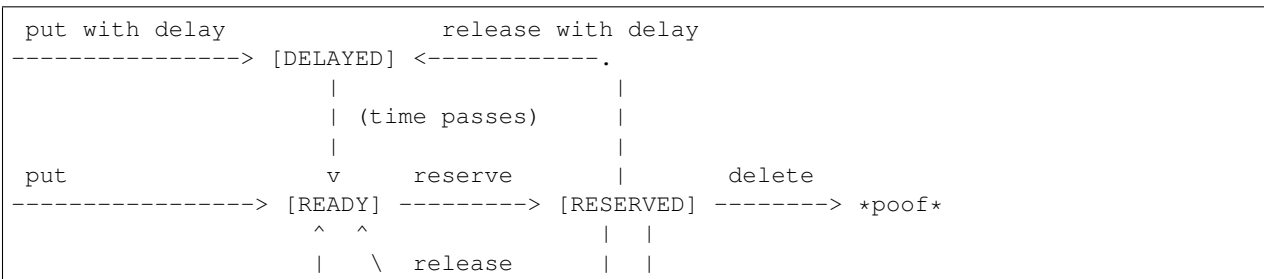 put with delay                release with delay
----------------> [DELAYED] <------------.
                      |                   |
                      | (time passes)     |
                      |                   |
put                   v     reserve       |       delete
-----------------> [READY] ---------> [RESERVED] --------> *poof*
                     ^  ^                | |
                     |   \  release      | |